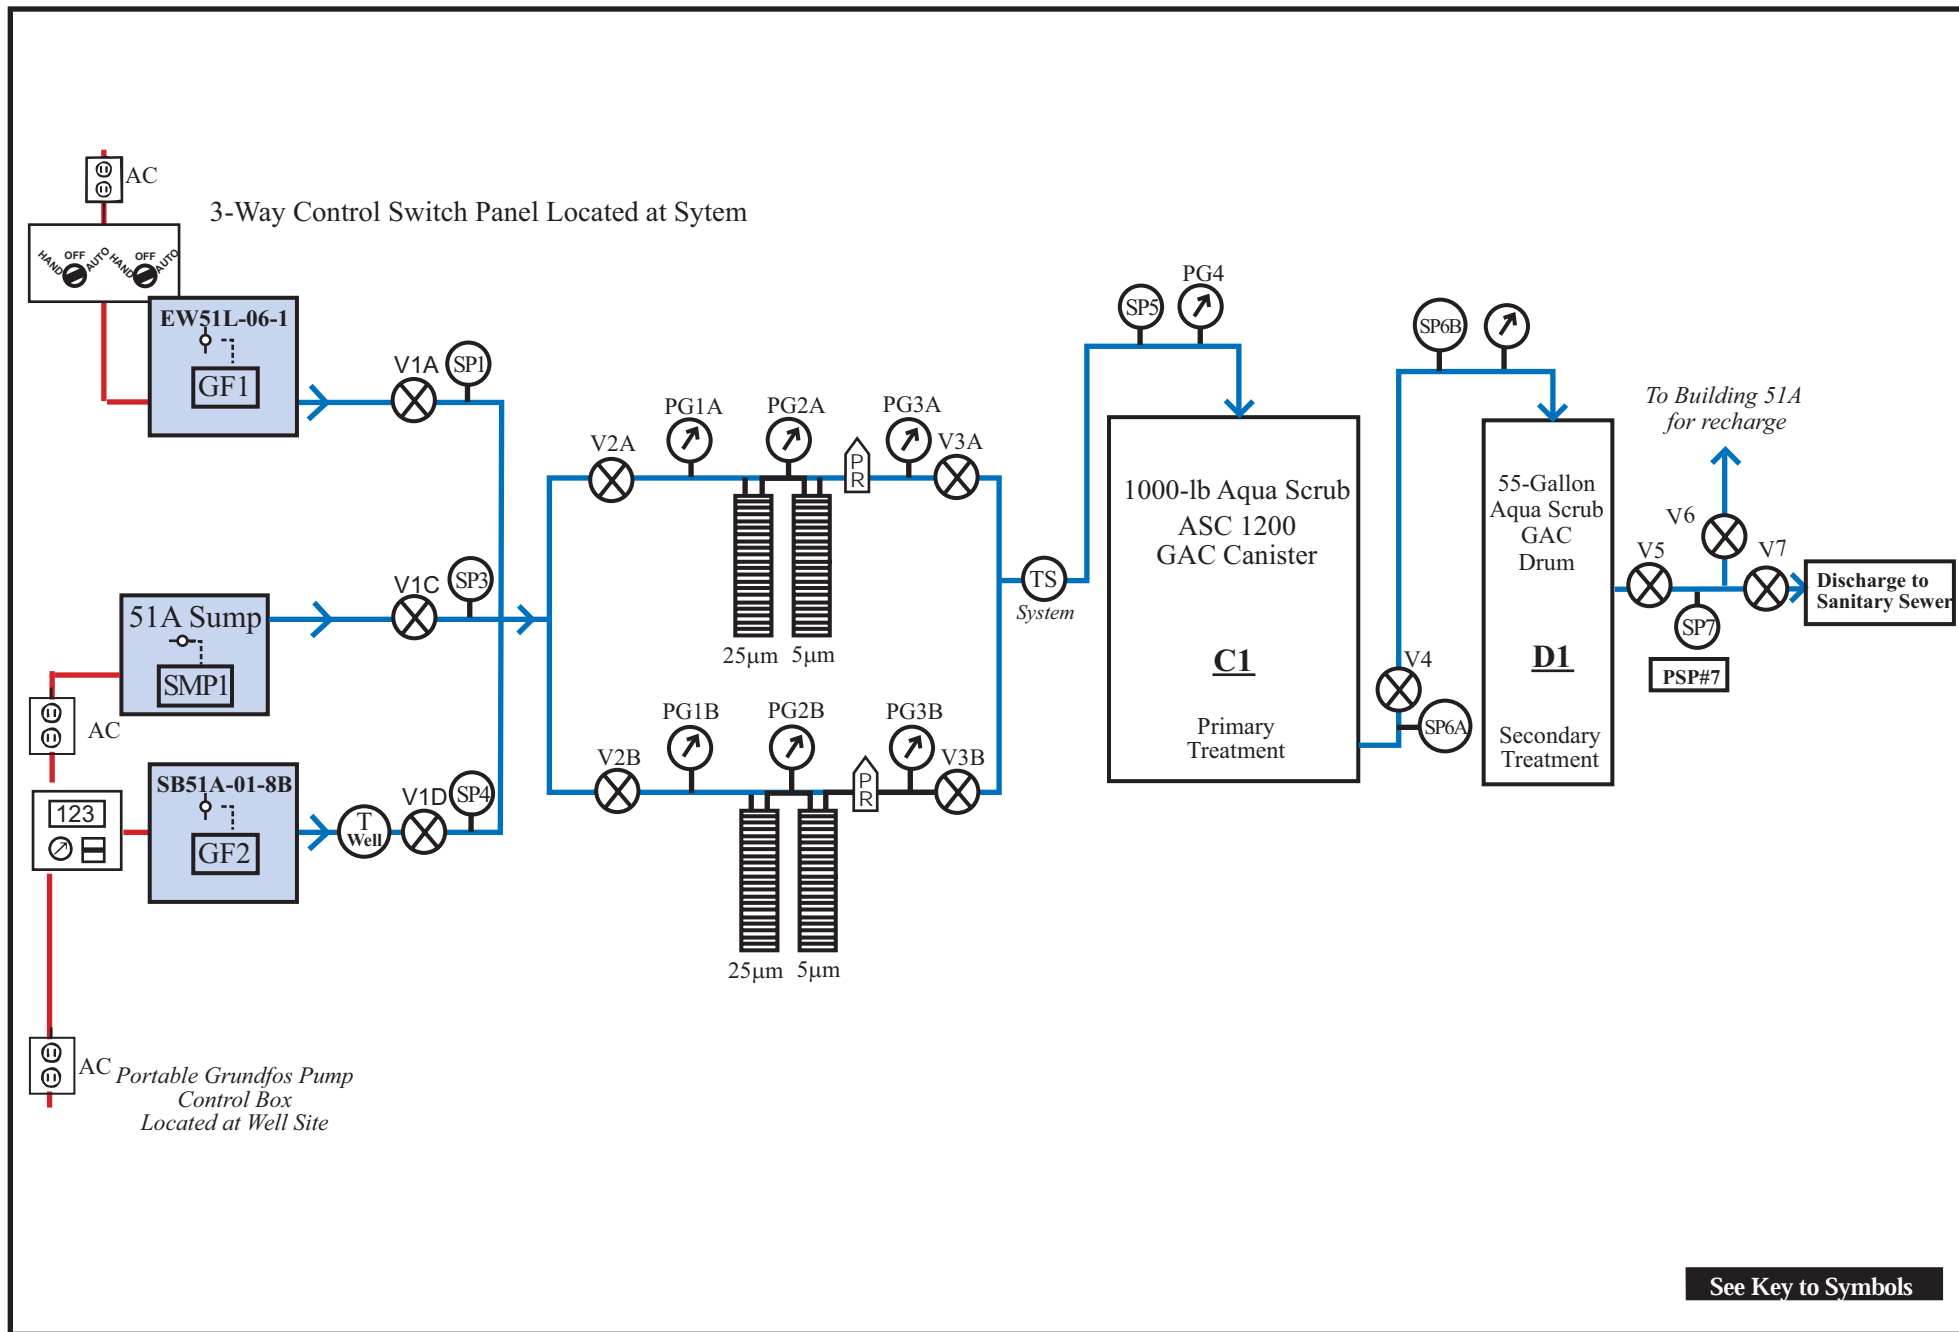 AC
3-Way Control Switch Panel Located at Sytem
HAND OFF AUTO HAND OFF AUTO
EW51L-06-1
GF1
V1A
SP1
51A Sump
SMP1
V1C
SP3
AC
123
SB51A-01-8B
GF2
T
Well
V1D
SP4
AC
Portable Grundfos Pump
Control Box
Located at Well Site
V2A
PG1A
PG2A
PG3A
V3A
P
R
25µm
5µm
V2B
PG1B
PG2B
PG3B
V3B
P
R
25µm
5µm
TS
System
SP5
PG4
1000-lb Aqua Scrub
ASC 1200
GAC Canister
C1
Primary
Treatment
V4
SP6A
SP6B
55-Gallon
Aqua Scrub
GAC
Drum
D1
Secondary
Treatment
To Building 51A
for recharge
V5
V6
V7
SP7
PSP#7
Discharge to
Sanitary Sewer
See Key to Symbols